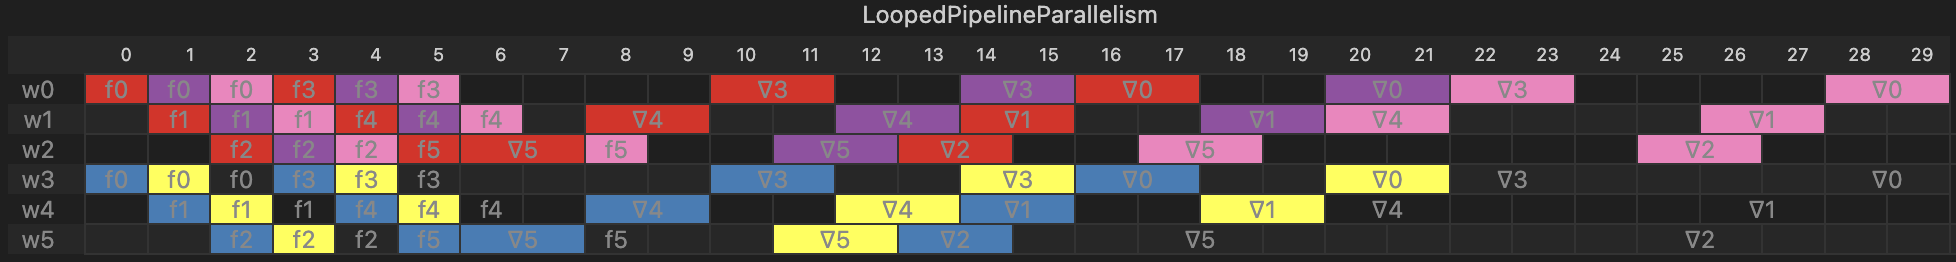 LoopedPipelineParallelism
0 1 2 3 4 5 6 7 8 9 10 11 12 13 14 15 16 17 18 19 20 21 22 23 24 25 26 27 28 29
w0 f0 f0 f0 f3 f3 f3 ∇3 ∇3 ∇0 ∇0 ∇3 ∇0
w1 f1 f1 f1 f4 f4 f4 ∇4 ∇4 ∇1 ∇1 ∇4 ∇1
w2 f2 f2 f2 f5 ∇5 f5 ∇5 ∇2 ∇5 ∇2
w3 f0 f0 f0 f3 f3 f3 ∇3 ∇3 ∇0 ∇0 ∇3 ∇0
w4 f1 f1 f1 f4 f4 f4 ∇4 ∇4 ∇1 ∇1 ∇4 ∇1
w5 f2 f2 f2 f5 ∇5 f5 ∇5 ∇2 ∇5 ∇2